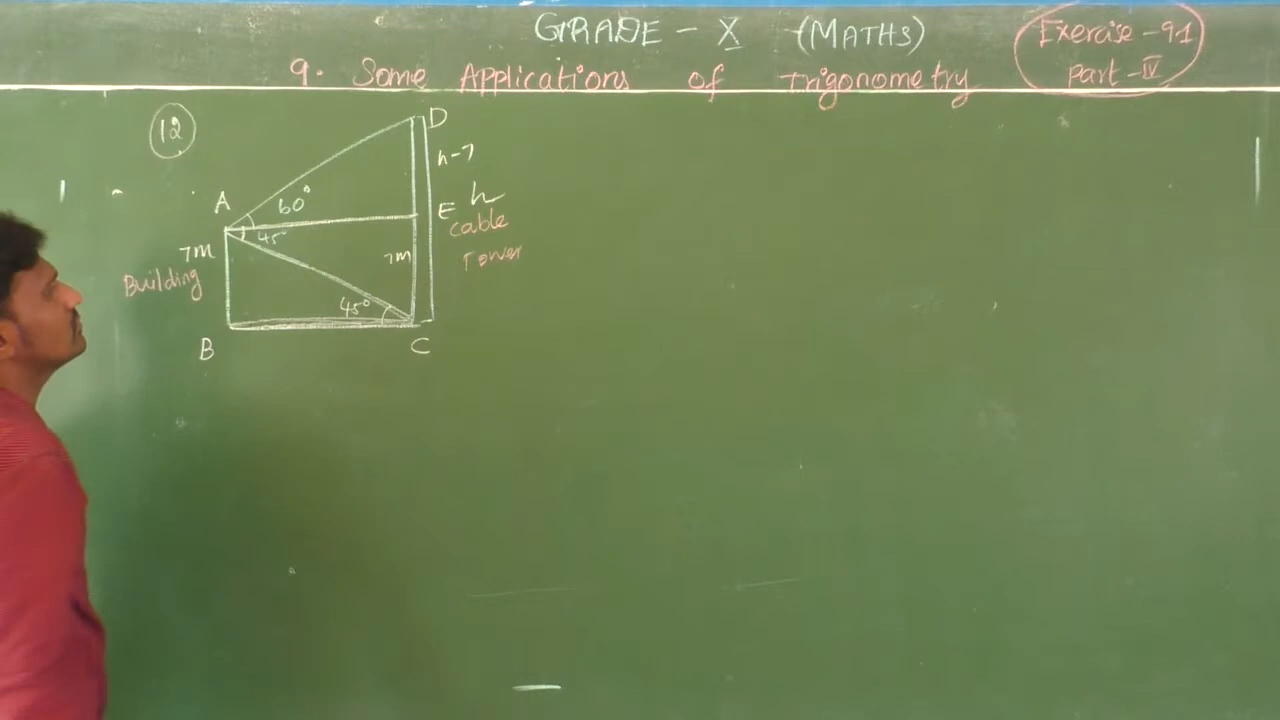 GRADE - X (MATHS)
Exercise - 9.1
Part - IV
9. Some Applications of Trigonometry
12
D
h-7
A
60°
E
h
45°
cable
7m
7m
Tower
Building
45°
B
C